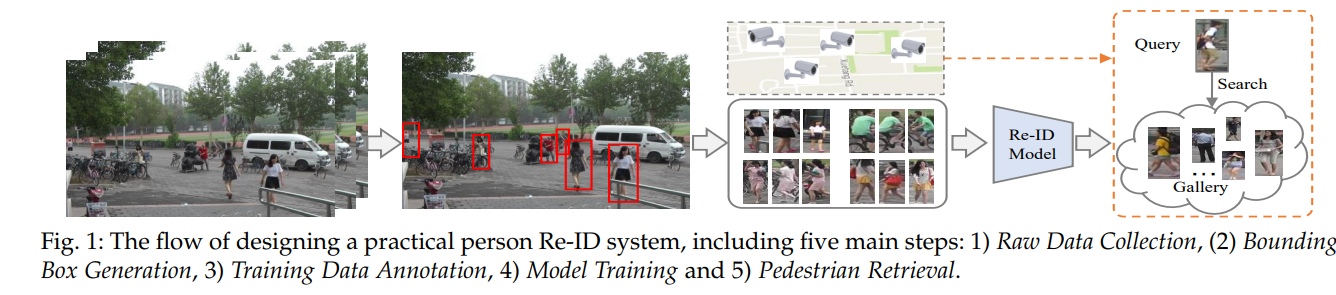 Query
Search
Re-ID
Model
...
Gallery
Fig. 1: The flow of designing a practical person Re-ID system, including five main steps: 1) Raw Data Collection, (2) Bounding
Box Generation, 3) Training Data Annotation, 4) Model Training and 5) Pedestrian Retrieval.